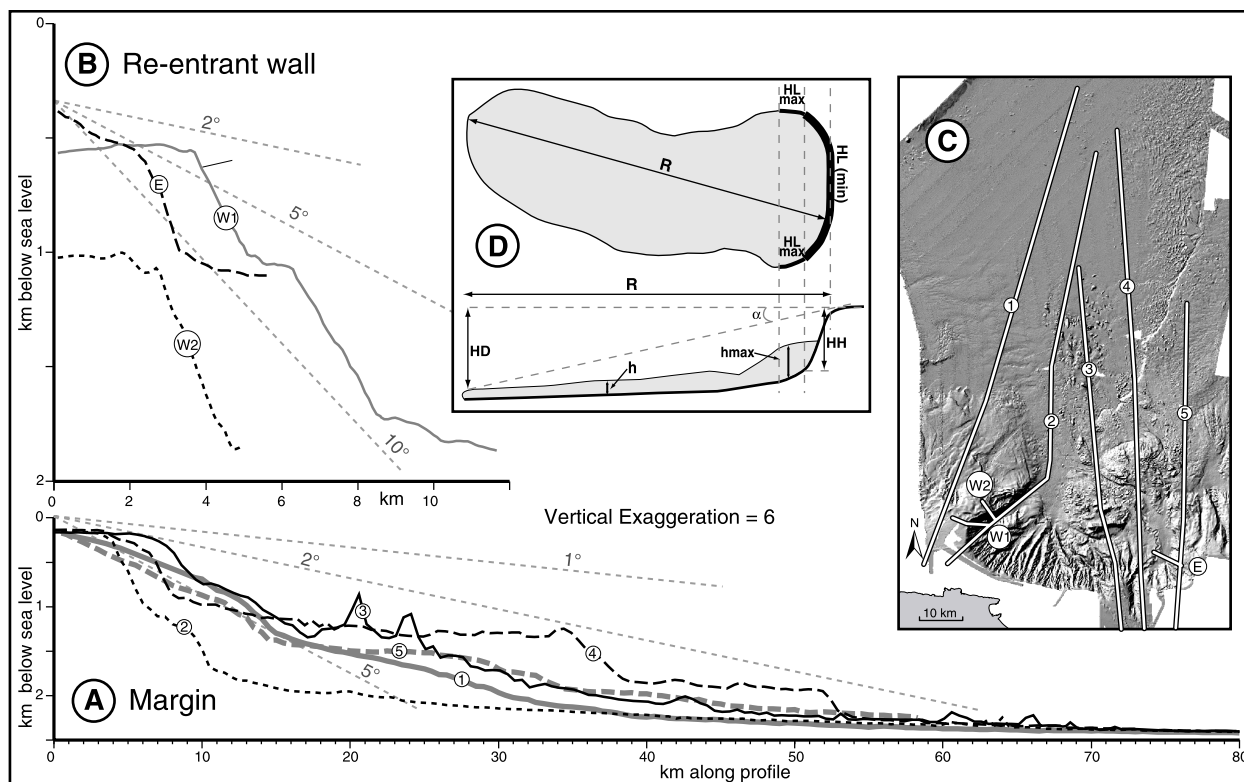 0
B Re-entrant wall
2°
E
W1
5°
1
W2
10°
2
km below sea level
0 2 4 6 km 8 10
HL
max
R
HL (min)
D
HL
max
R
α
HD
h
hmax
HH
C
1
4
3
5
2
W2
W1
E
N
10 km
Vertical Exaggeration = 6
0
1°
2°
1
3
2
5
4
5°
1
2
A Margin
km below sea level
0 10 20 30 40 50 60 70 80
km along profile